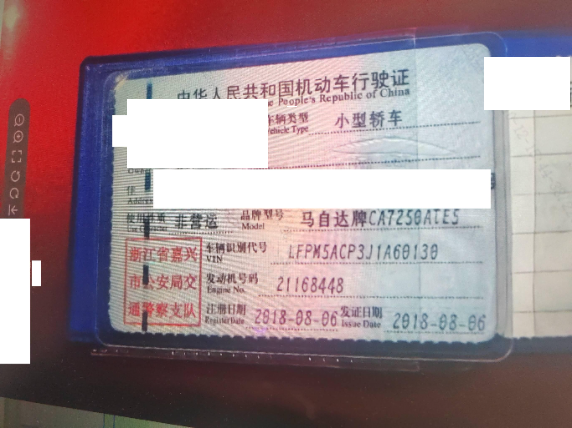 中华人民共和国机动车行驶证
e People's Republic of China
车辆类型 小型轿车
Vehicle Type
Address
使用性质 非营运 品牌型号 马自达牌CA7250ATE5
Model
浙江省嘉兴
市公安局交
通警察支队
车辆识别代号 LFPM5ACP3J1A60130
VIN
发动机号码 21168448
Engine No.
注册日期 2018-08-06 发证日期 2018-08-06
Register Date Issue Date